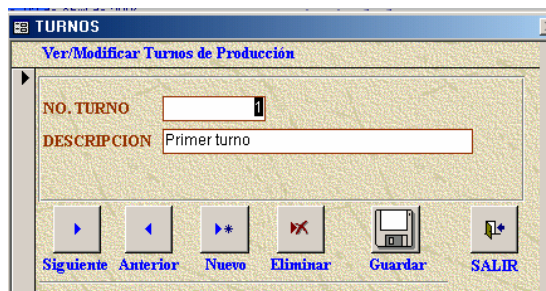 TURNOS
Ver/Modificar Turnos de Producción
NO. TURNO 1
DESCRIPCION Primer turno
Siguiente Anterior Nuevo Eliminar Guardar SALIR